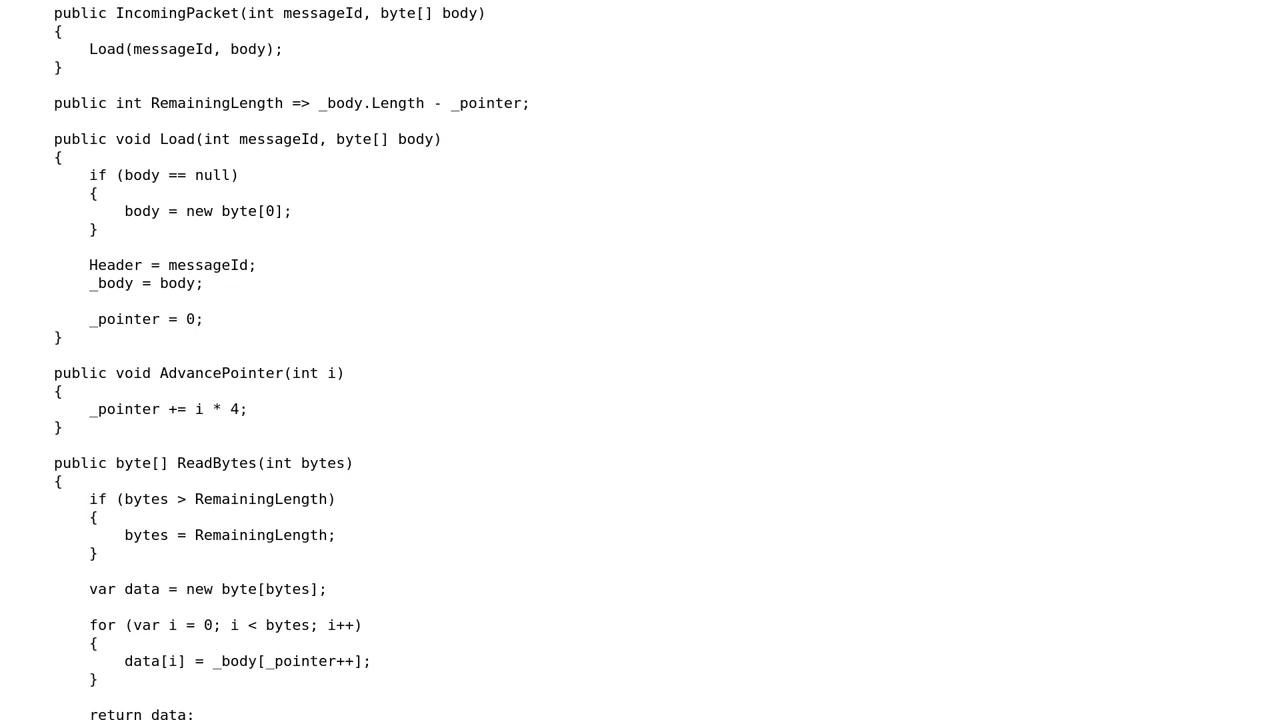 public IncomingPacket(int messageId, byte[] body)
{
    Load(messageId, body);
}

public int RemainingLength => _body.Length - _pointer;

public void Load(int messageId, byte[] body)
{
    if (body == null)
    {
        body = new byte[0];
    }

    Header = messageId;
    _body = body;

    _pointer = 0;
}

public void AdvancePointer(int i)
{
    _pointer += i * 4;
}

public byte[] ReadBytes(int bytes)
{
    if (bytes > RemainingLength)
    {
        bytes = RemainingLength;
    }

    var data = new byte[bytes];

    for (var i = 0; i < bytes; i++)
    {
        data[i] = _body[_pointer++];
    }

    return data;